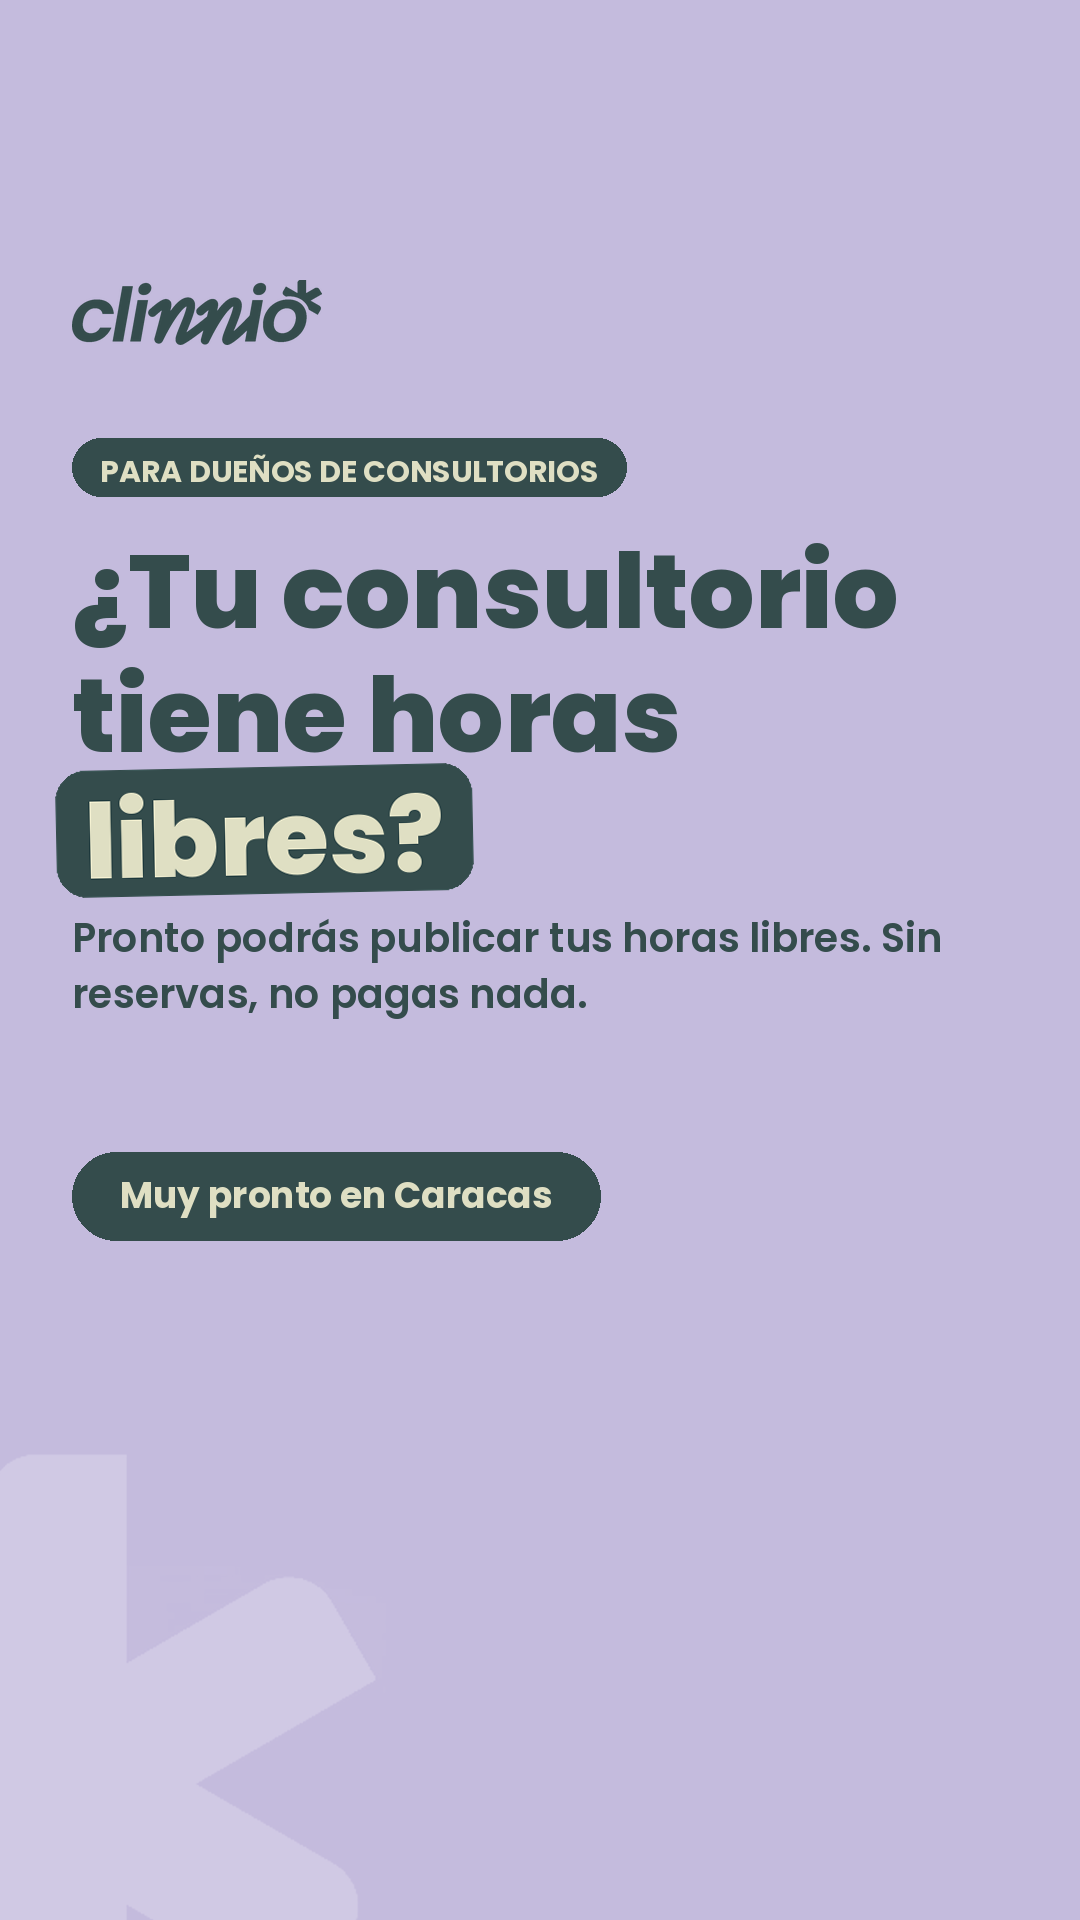 clinnio*
PARA DUEÑOS DE CONSULTORIOS
¿Tu consultorio
tiene horas
libres?
Pronto podrás publicar tus horas libres. Sin
reservas, no pagas nada.
Muy pronto en Caracas